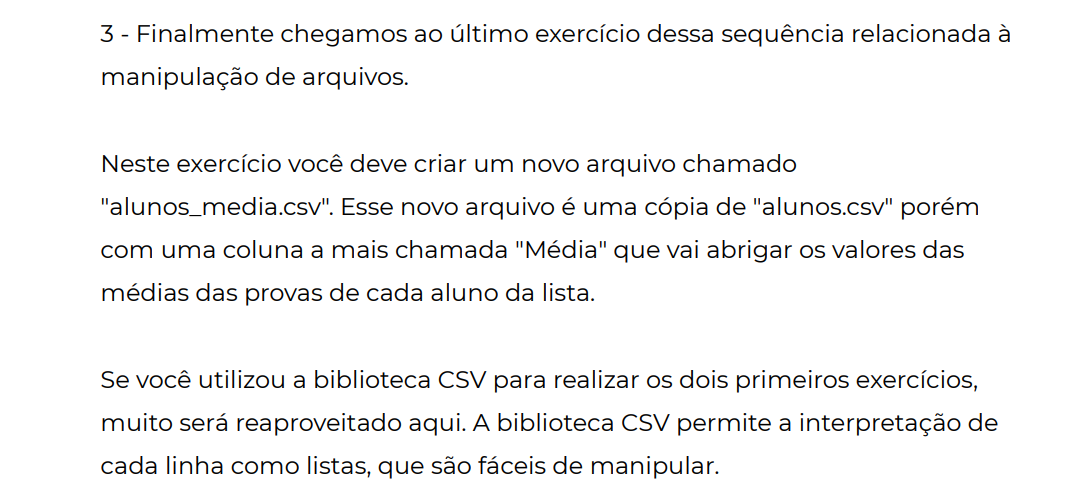 3 - Finalmente chegamos ao último exercício dessa sequência relacionada à
manipulação de arquivos.
Neste exercício você deve criar um novo arquivo chamado
"alunos_media.csv". Esse novo arquivo é uma cópia de "alunos.csv" porém
com uma coluna a mais chamada "Média" que vai abrigar os valores das
médias das provas de cada aluno da lista.
Se você utilizou a biblioteca CSV para realizar os dois primeiros exercícios,
muito será reaproveitado aqui. A biblioteca CSV permite a interpretação de
cada linha como listas, que são fáceis de manipular.